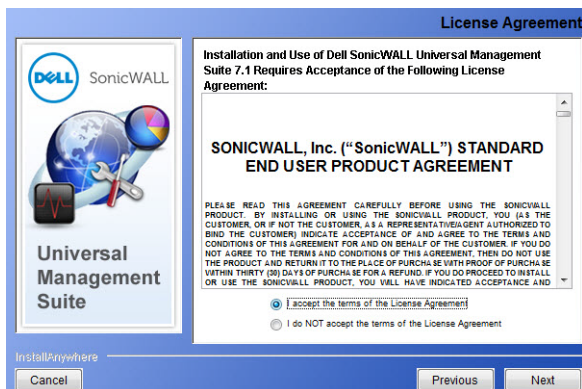 License Agreement
DELL SonicWALL
Universal
Management
Suite
Installation and Use of Dell SonicWALL Universal Management
Suite 7.1 Requires Acceptance of the Following License
Agreement:
SONICWALL, Inc. (“SonicWALL”) STANDARD
END USER PRODUCT AGREEMENT
PLEASE READ THIS AGREEMENT CAREFULLY BEFORE USING THE SONICWALL
PRODUCT. BY INSTALLING OR USING THE SONICWALL PRODUCT, YOU (AS THE
CUSTOMER, OR IF NOT THE CUSTOMER, AS A REPRESENTATIVE/AGENT AUTHORIZED TO
BIND THE CUSTOMER) INDICATE ACCEPTANCE OF AND AGREE TO THE TERMS AND
CONDITIONS OF THIS AGREEMENT FOR AND ON BEHALF OF THE CUSTOMER. IF YOU DO
NOT AGREE TO THE TERMS AND CONDITIONS OF THIS AGREEMENT, THEN DO NOT USE
THE PRODUCT AND RETURN IT TO THE PLACE OF PURCHASE WITH PROOF OF PURCHASE
WITHIN THIRTY (30) DAYS OF PURCHASE FOR A REFUND. IF YOU DO PROCEED TO INSTALL
OR USE THE SONICWALL PRODUCT, YOU WILL HAVE INDICATED ACCEPTANCE AND
I accept the terms of the License Agreement
I do NOT accept the terms of the License Agreement
InstallAnywhere
Cancel
Previous
Next